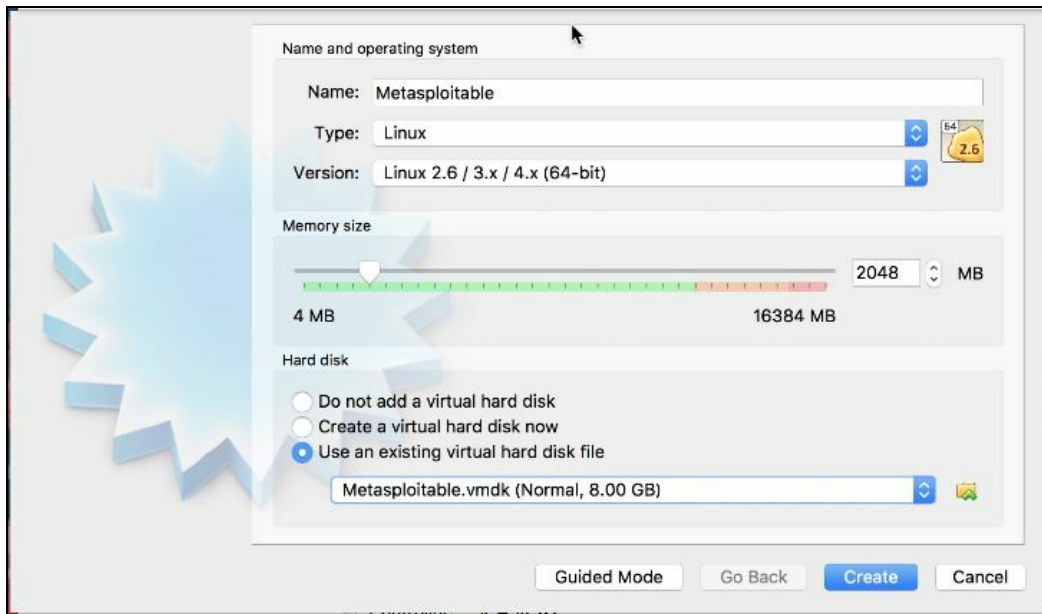 Name and operating system
Name: Metasploitable
Type: Linux
64
2.6
Version: Linux 2.6 / 3.x / 4.x (64-bit)
Memory size
2048 MB
4 MB 16384 MB
Hard disk
Do not add a virtual hard disk
Create a virtual hard disk now
Use an existing virtual hard disk file
Metasploitable.vmdk (Normal, 8.00 GB)
Guided Mode Go Back Create Cancel